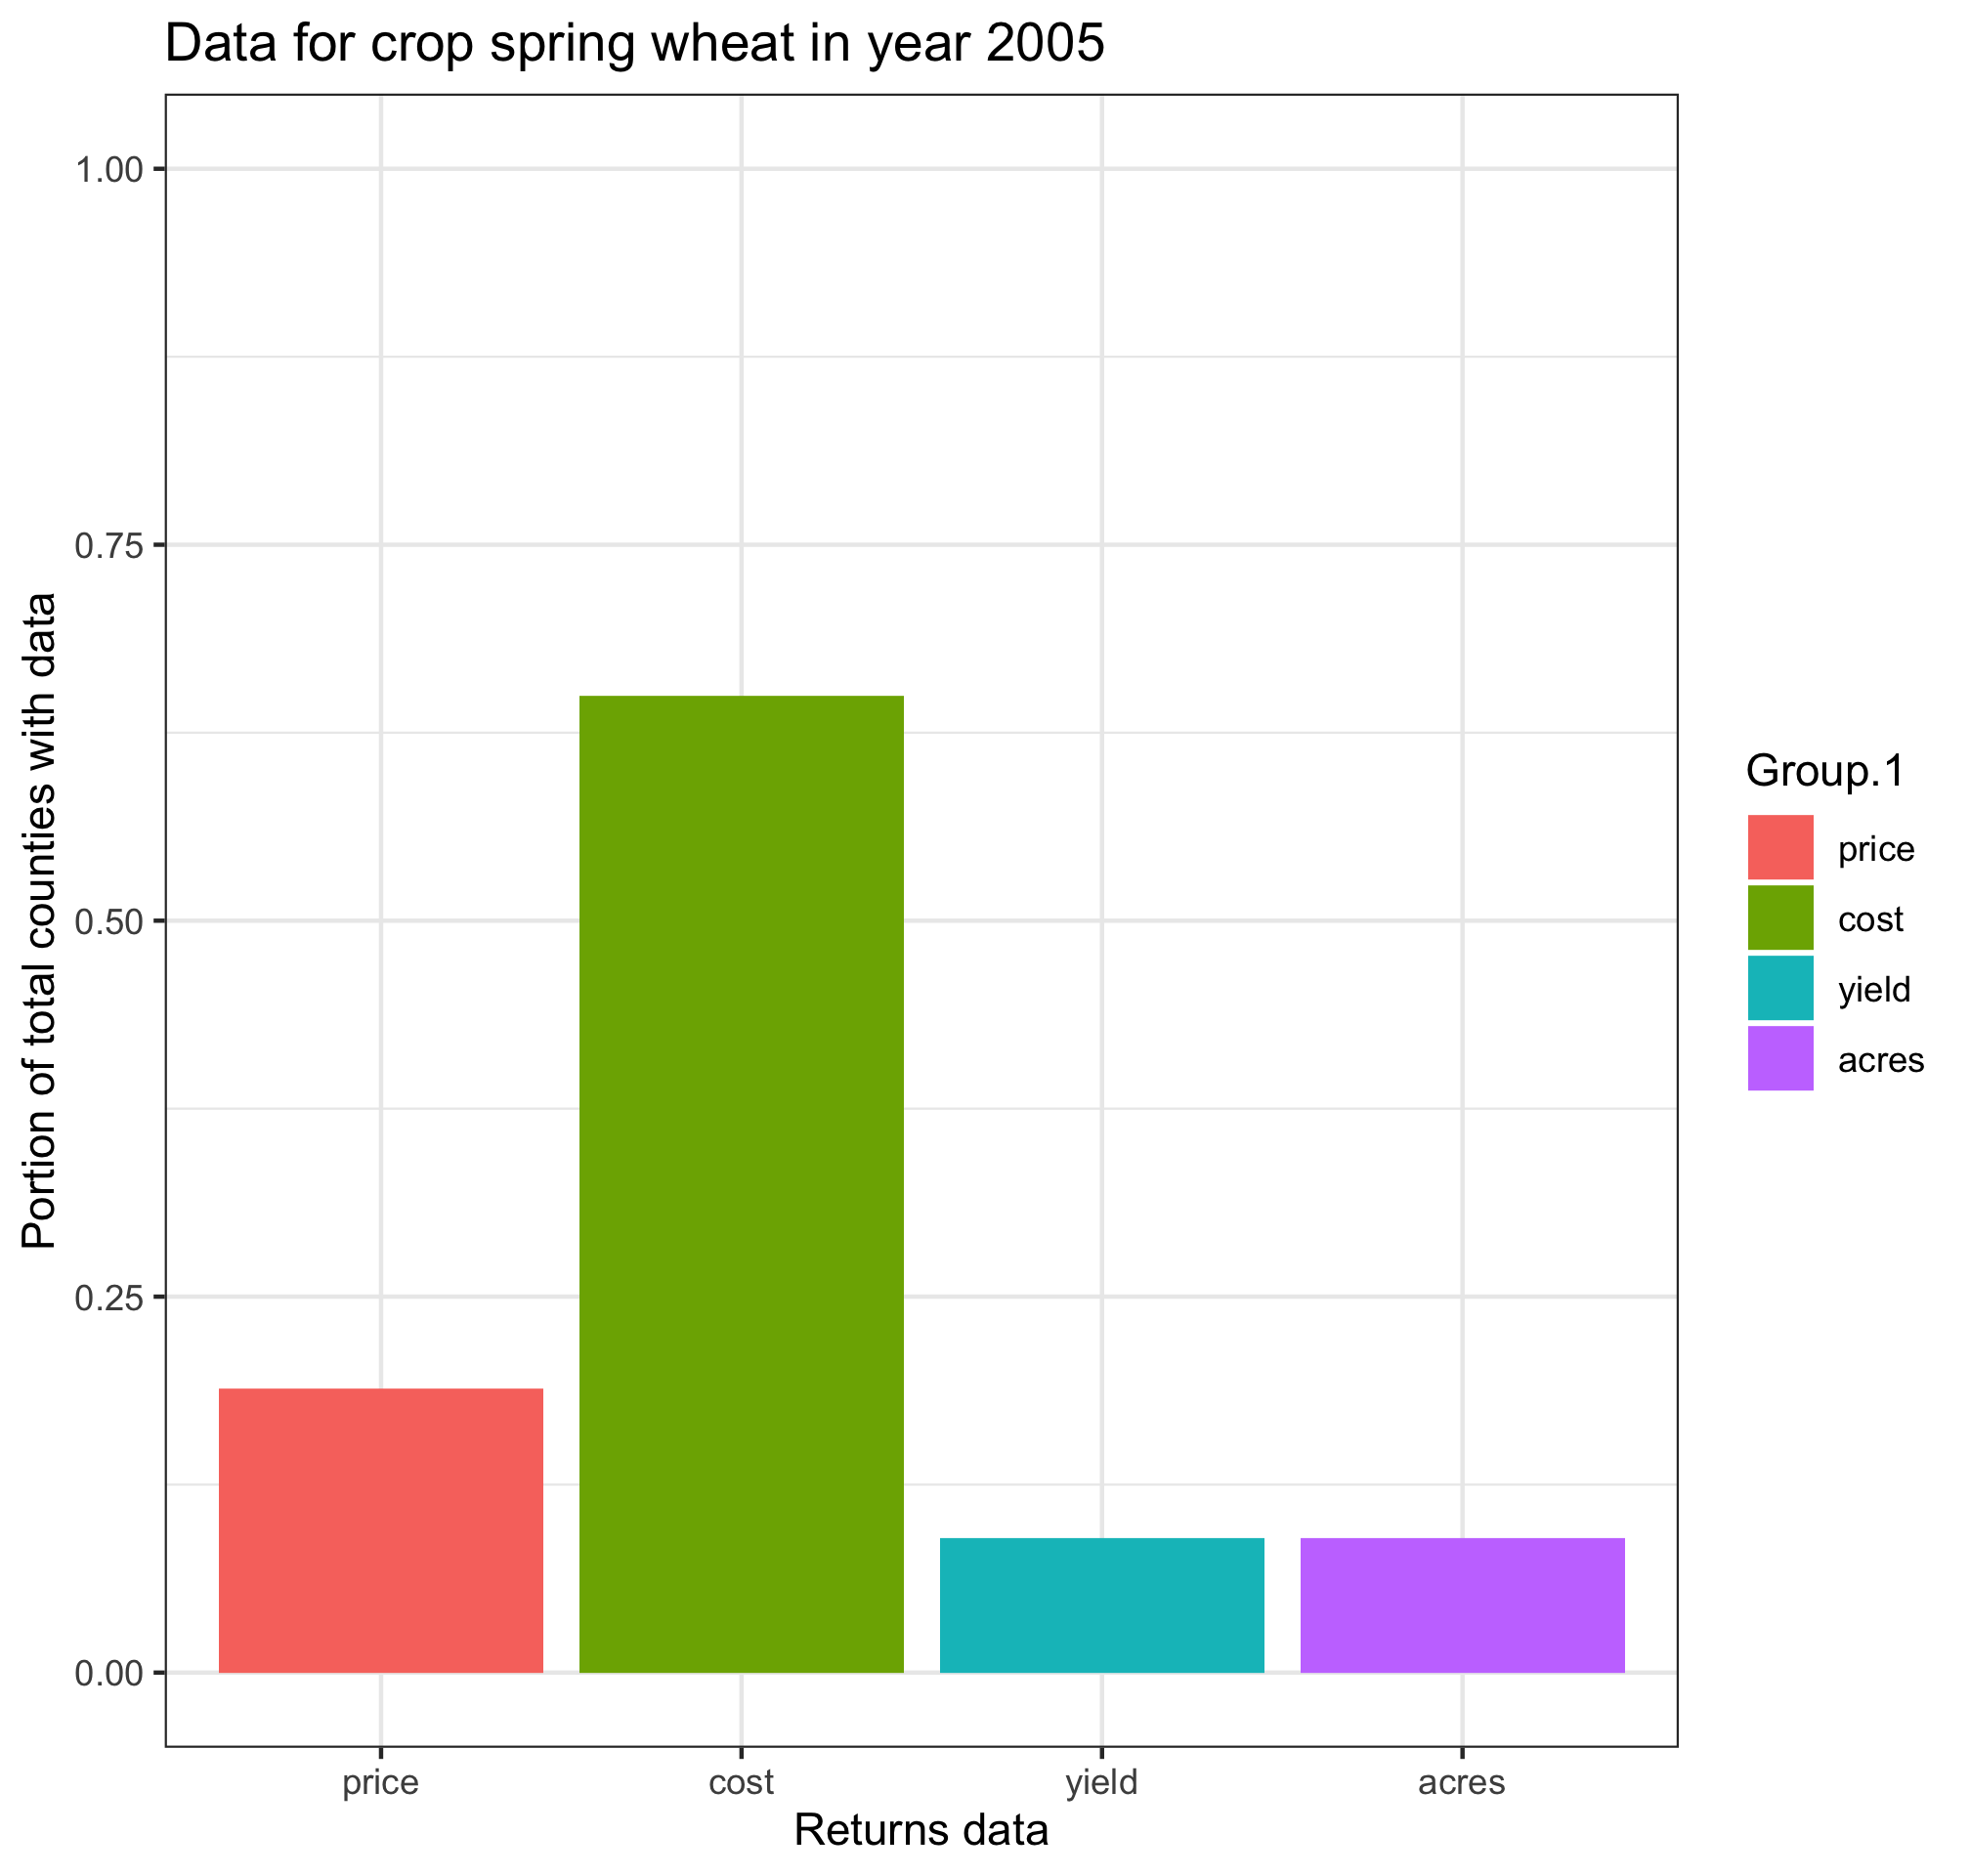 Data for crop spring wheat in year 2005
Portion of total counties with data
1.00
0.75
0.50
0.25
0.00
price
cost
yield
acres
Returns data
Group.1
price
cost
yield
acres